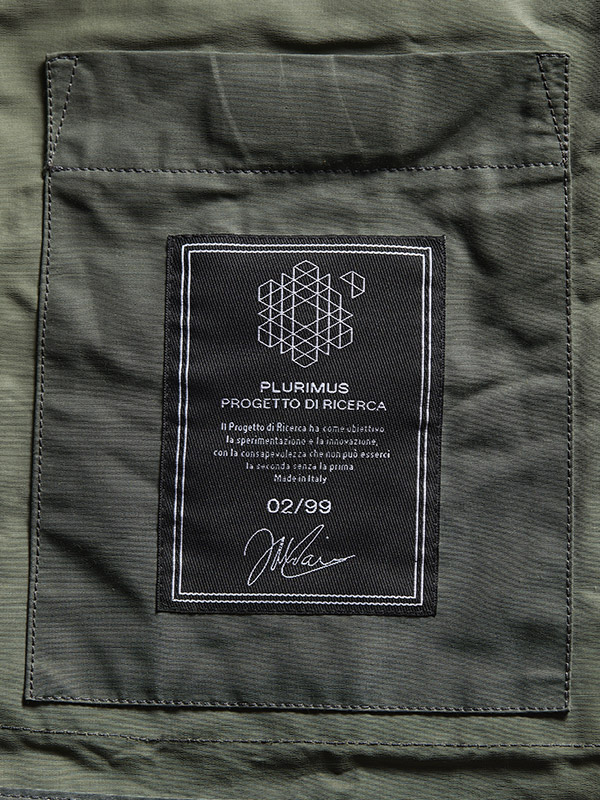 PLURIMUS
PROGETTO DI RICERCA
Il Progetto di Ricerca ha come obiettivo
la sperimentazione e la innovazione,
con la consapevolezza che non può esserci
la seconda senza la prima
Made in Italy
02/99